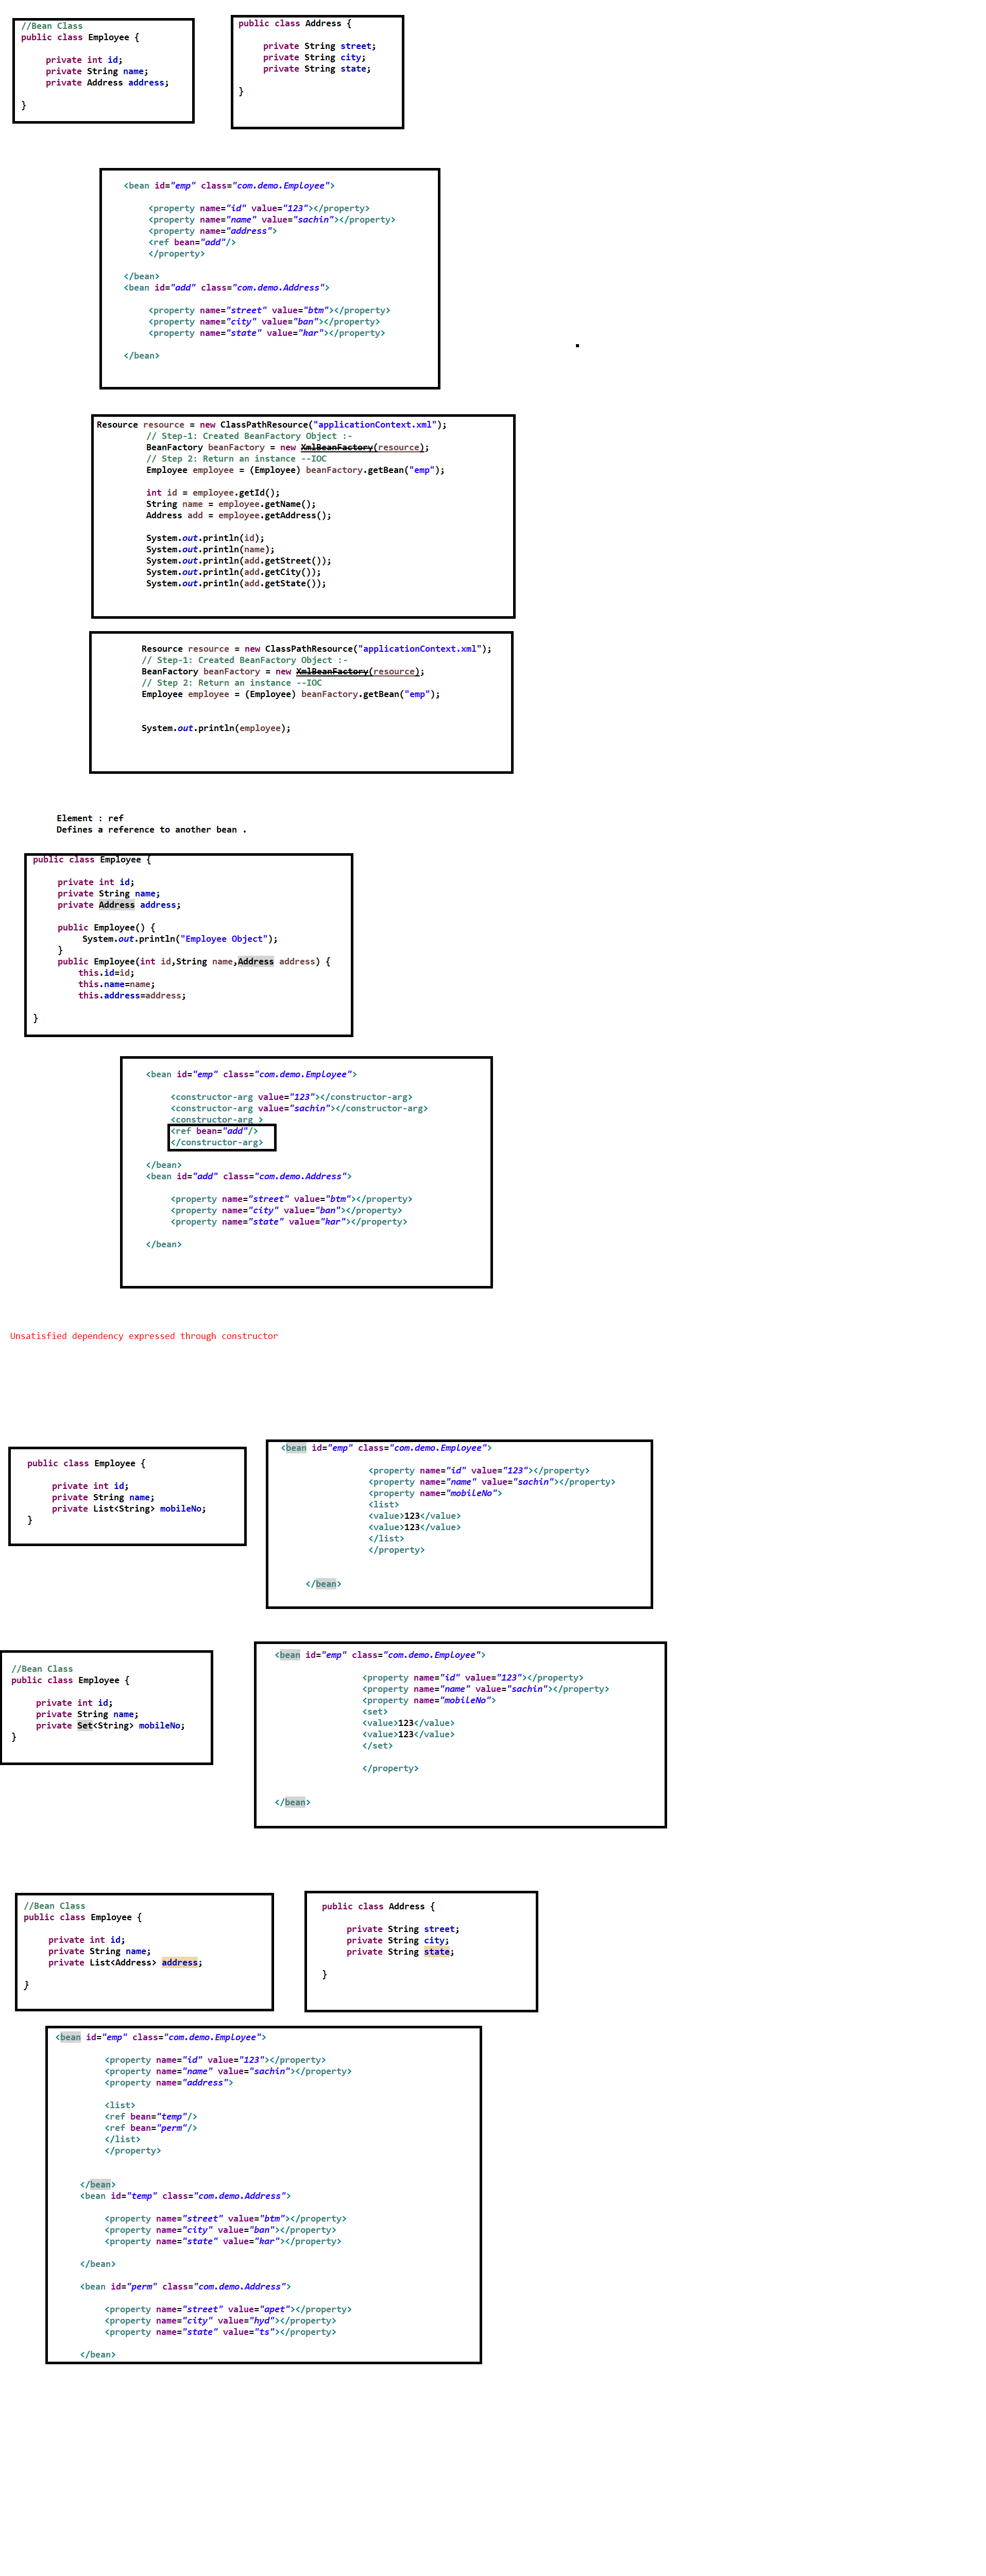 //Bean Class
public class Employee {
private int id;
private String name;
private Address address;
}
public class Address {
private String street;
private String city;
private String state;
}
<bean id="emp" class="com.demo.Employee">
<property name="id" value="123"></property>
<property name="name" value="sachin"></property>
<property name="address">
<ref bean="add"/>
</property>
</bean>
<bean id="add" class="com.demo.Address">
<property name="street" value="btm"></property>
<property name="city" value="ban"></property>
<property name="state" value="kar"></property>
</bean>
Resource resource = new ClassPathResource("applicationContext.xml");
// Step-1: Created BeanFactory Object :-
BeanFactory beanFactory = new XmlBeanFactory(resource);
// Step 2: Return an instance --IOC
Employee employee = (Employee) beanFactory.getBean("emp");
int id = employee.getId();
String name = employee.getName();
Address add = employee.getAddress();
System.out.println(id);
System.out.println(name);
System.out.println(add.getStreet());
System.out.println(add.getCity());
System.out.println(add.getState());
Resource resource = new ClassPathResource("applicationContext.xml");
// Step-1: Created BeanFactory Object :-
BeanFactory beanFactory = new XmlBeanFactory(resource);
// Step 2: Return an instance --IOC
Employee employee = (Employee) beanFactory.getBean("emp");
System.out.println(employee);
Element : ref
Defines a reference to another bean .
public class Employee {
private int id;
private String name;
private Address address;
public Employee() {
System.out.println("Employee Object");
}
public Employee(int id,String name,Address address) {
this.id=id;
this.name=name;
this.address=address;
}
<bean id="emp" class="com.demo.Employee">
<constructor-arg value="123"></constructor-arg>
<constructor-arg value="sachin"></constructor-arg>
<constructor-arg >
<ref bean="add"/>
</constructor-arg>
</bean>
<bean id="add" class="com.demo.Address">
<property name="street" value="btm"></property>
<property name="city" value="ban"></property>
<property name="state" value="kar"></property>
</bean>
Unsatisfied dependency expressed through constructor
public class Employee {
private int id;
private String name;
private List<String> mobileNo;
}
<bean id="emp" class="com.demo.Employee">
<property name="id" value="123"></property>
<property name="name" value="sachin"></property>
<property name="mobileNo">
<list>
<value>123</value>
<value>123</value>
</list>
</property>
</bean>
//Bean Class
public class Employee {
private int id;
private String name;
private Set<String> mobileNo;
}
<bean id="emp" class="com.demo.Employee">
<property name="id" value="123"></property>
<property name="name" value="sachin"></property>
<property name="mobileNo">
<set>
<value>123</value>
<value>123</value>
</set>
</property>
</bean>
//Bean Class
public class Employee {
private int id;
private String name;
private List<Address> address;
}
public class Address {
private String street;
private String city;
private String state;
}
<bean id="emp" class="com.demo.Employee">
<property name="id" value="123"></property>
<property name="name" value="sachin"></property>
<property name="address">
<list>
<ref bean="temp"/>
<ref bean="perm"/>
</list>
</property>
</bean>
<bean id="temp" class="com.demo.Address">
<property name="street" value="btm"></property>
<property name="city" value="ban"></property>
<property name="state" value="kar"></property>
</bean>
<bean id="perm" class="com.demo.Address">
<property name="street" value="apet"></property>
<property name="city" value="hyd"></property>
<property name="state" value="ts"></property>
</bean>